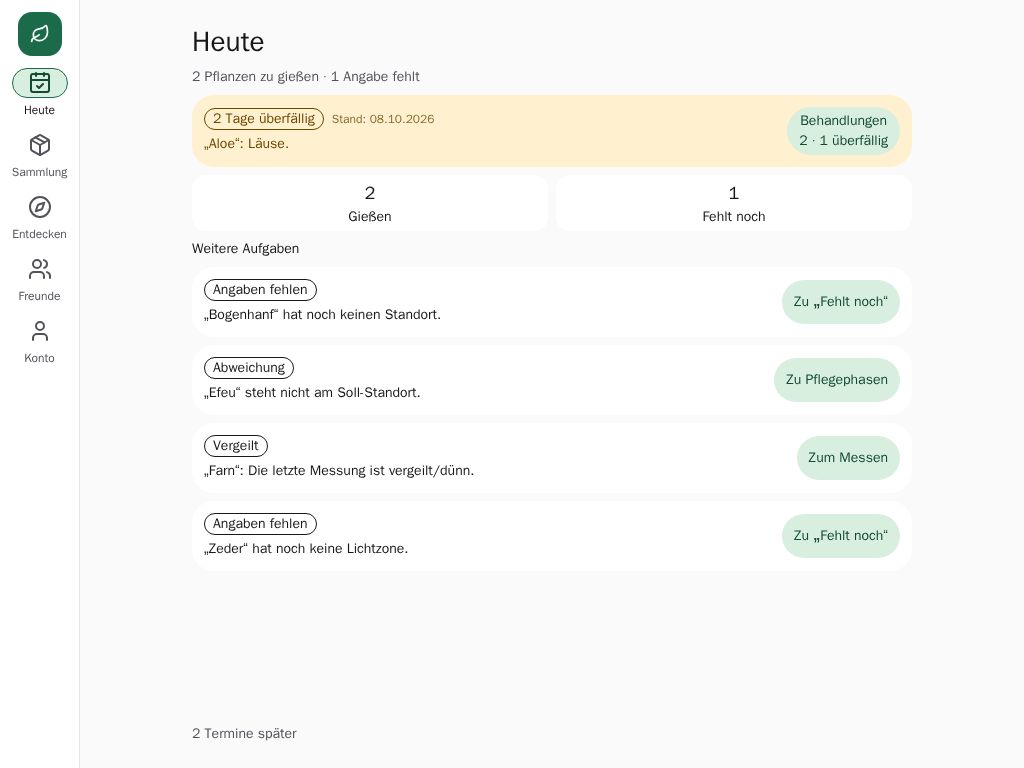 Heute
Sammlung
Entdecken
Freunde
Konto
Heute
2 Pflanzen zu gießen · 1 Angabe fehlt
2 Tage überfällig Stand: 08.10.2026
„Aloe“: Läuse.
Behandlungen
2 · 1 überfällig
2
Gießen
1
Fehlt noch
Weitere Aufgaben
Angaben fehlen
„Bogenhanf“ hat noch keinen Standort.
Zu „Fehlt noch“
Abweichung
„Efeu“ steht nicht am Soll-Standort.
Zu Pflegephasen
Vergeilt
„Farn“: Die letzte Messung ist vergeilt/dünn.
Zum Messen
Angaben fehlen
„Zeder“ hat noch keine Lichtzone.
Zu „Fehlt noch“
2 Termine später